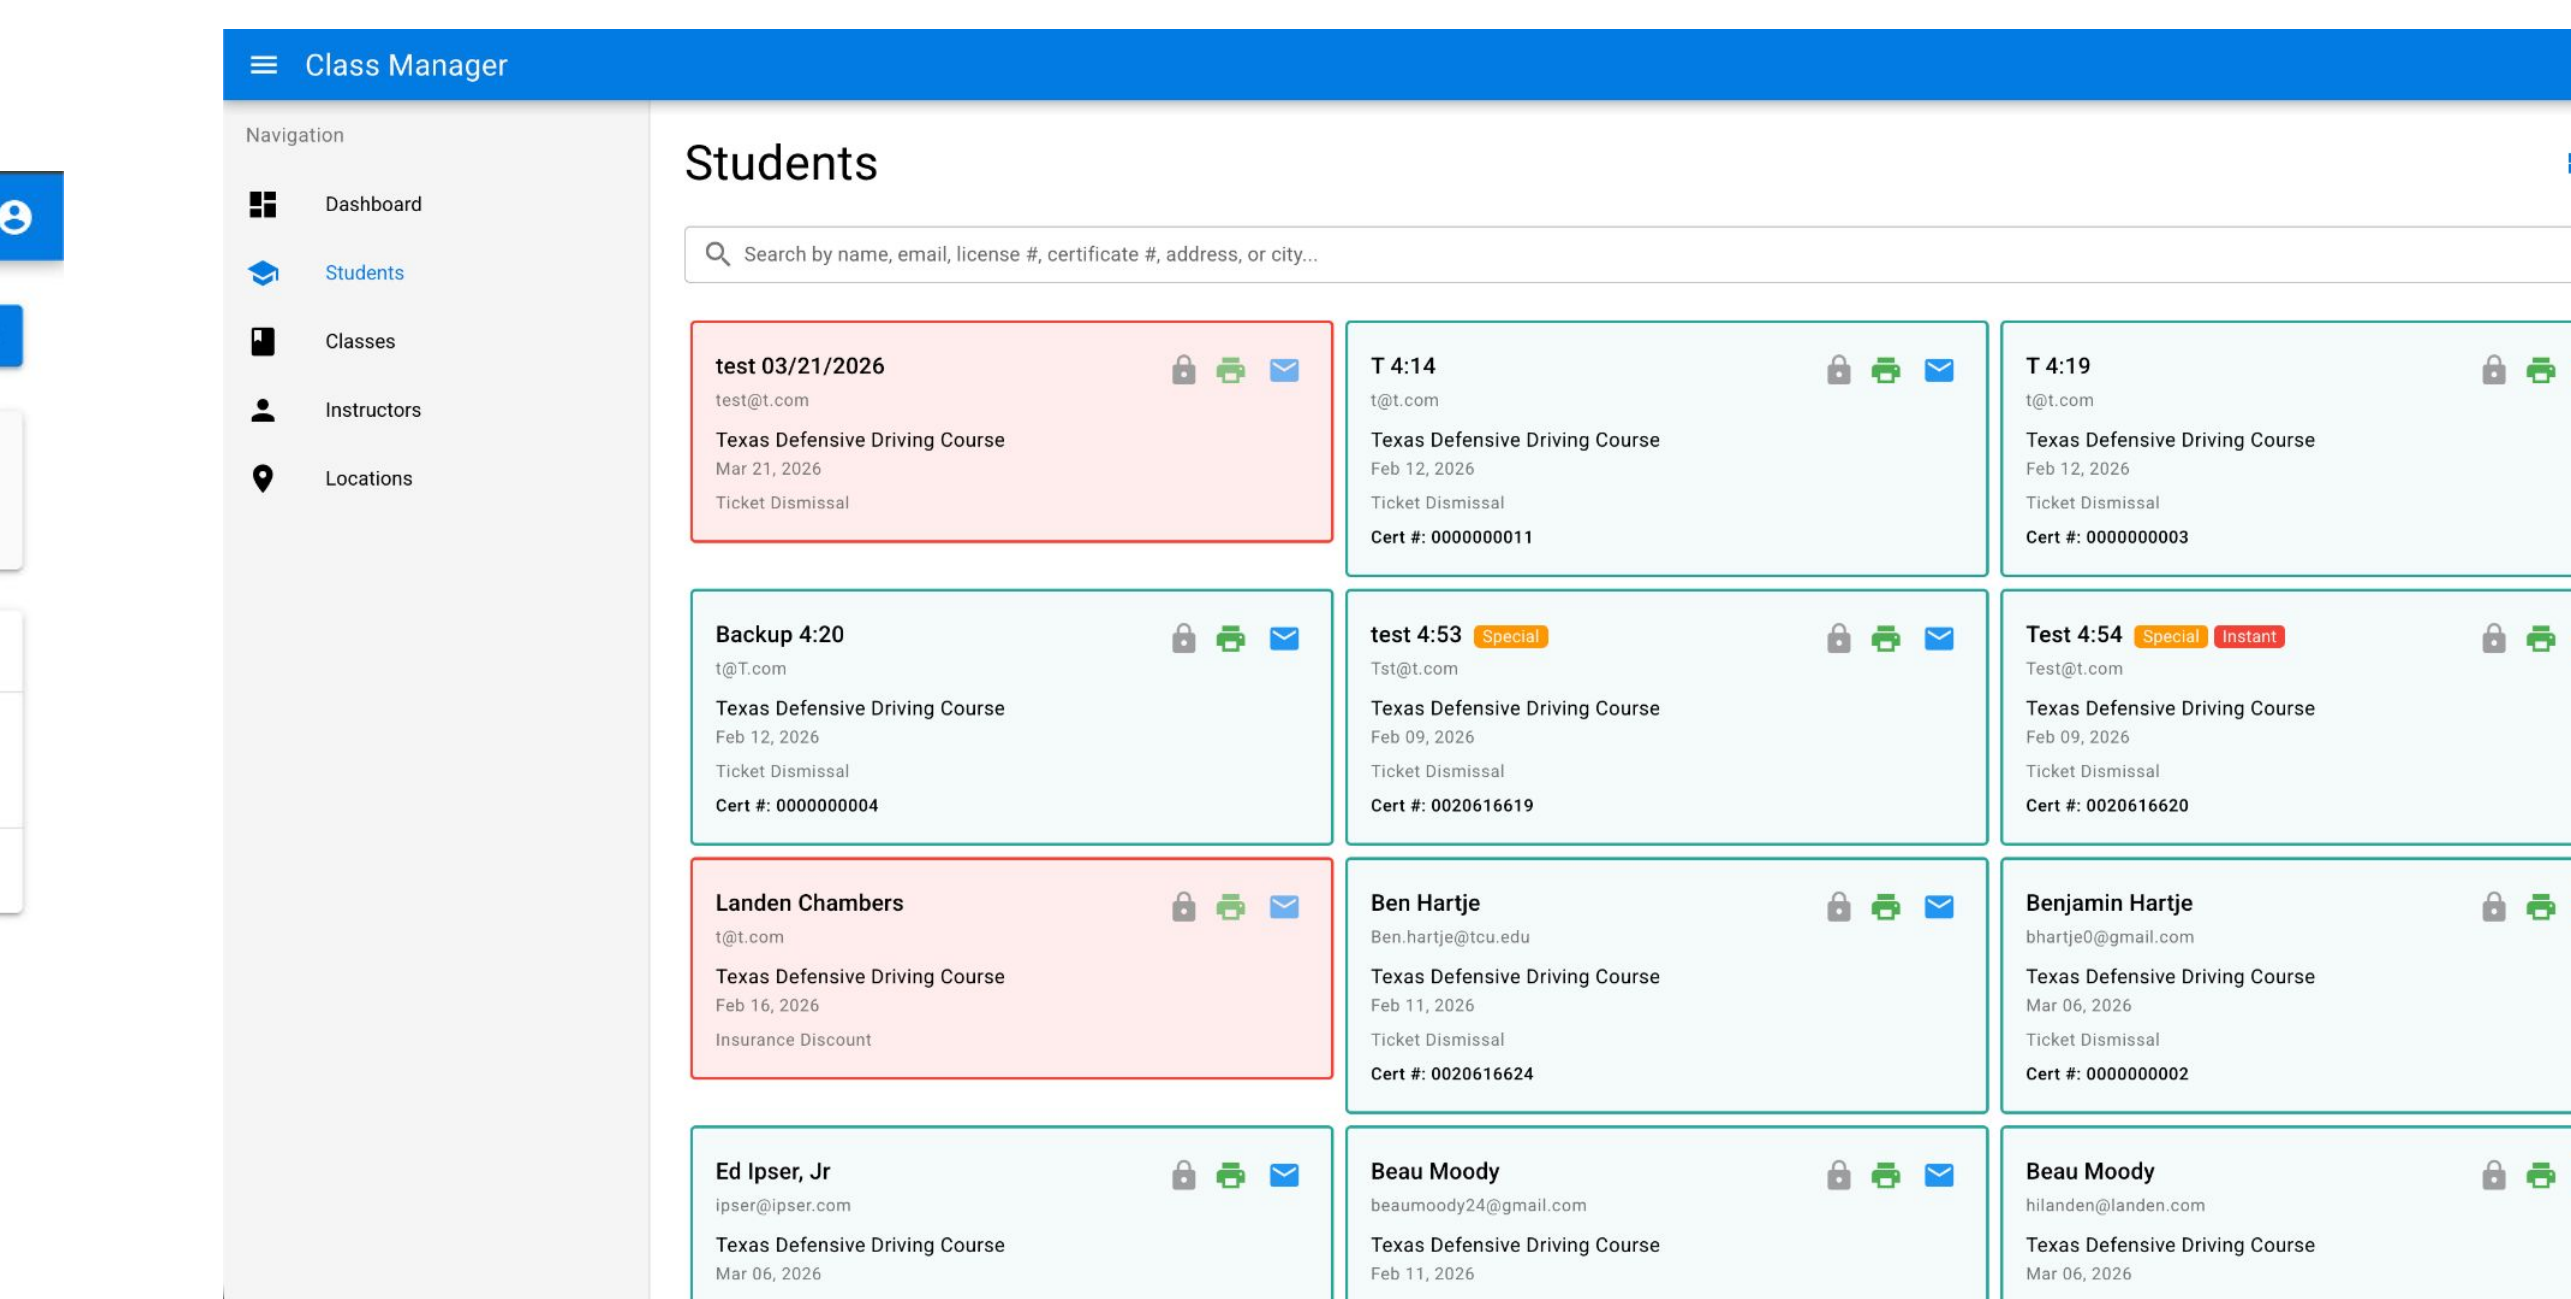 Class Manager
Navigation
Dashboard
Students
Classes
Instructors
Locations
Students
Search by name, email, license #, certificate #, address, or city...
test 03/21/2026
test@t.com
Texas Defensive Driving Course
Mar 21, 2026
Ticket Dismissal
T 4:14
t@t.com
Texas Defensive Driving Course
Feb 12, 2026
Ticket Dismissal
Cert #: 0000000011
T 4:19
t@t.com
Texas Defensive Driving Course
Feb 12, 2026
Ticket Dismissal
Cert #: 0000000003
Backup 4:20
t@T.com
Texas Defensive Driving Course
Feb 12, 2026
Ticket Dismissal
Cert #: 0000000004
test 4:53 Special
Tst@t.com
Texas Defensive Driving Course
Feb 09, 2026
Ticket Dismissal
Cert #: 0020616619
Test 4:54 Special Instant
Test@t.com
Texas Defensive Driving Course
Feb 09, 2026
Ticket Dismissal
Cert #: 0020616620
Landen Chambers
t@t.com
Texas Defensive Driving Course
Feb 16, 2026
Insurance Discount
Ben Hartje
Ben.hartje@tcu.edu
Texas Defensive Driving Course
Feb 11, 2026
Ticket Dismissal
Cert #: 0020616624
Benjamin Hartje
bhartje0@gmail.com
Texas Defensive Driving Course
Mar 06, 2026
Ticket Dismissal
Cert #: 0000000002
Ed Ipser, Jr
ipser@ipser.com
Texas Defensive Driving Course
Mar 06, 2026
Beau Moody
beaumoody24@gmail.com
Texas Defensive Driving Course
Feb 11, 2026
Beau Moody
hilanden@landen.com
Texas Defensive Driving Course
Mar 06, 2026